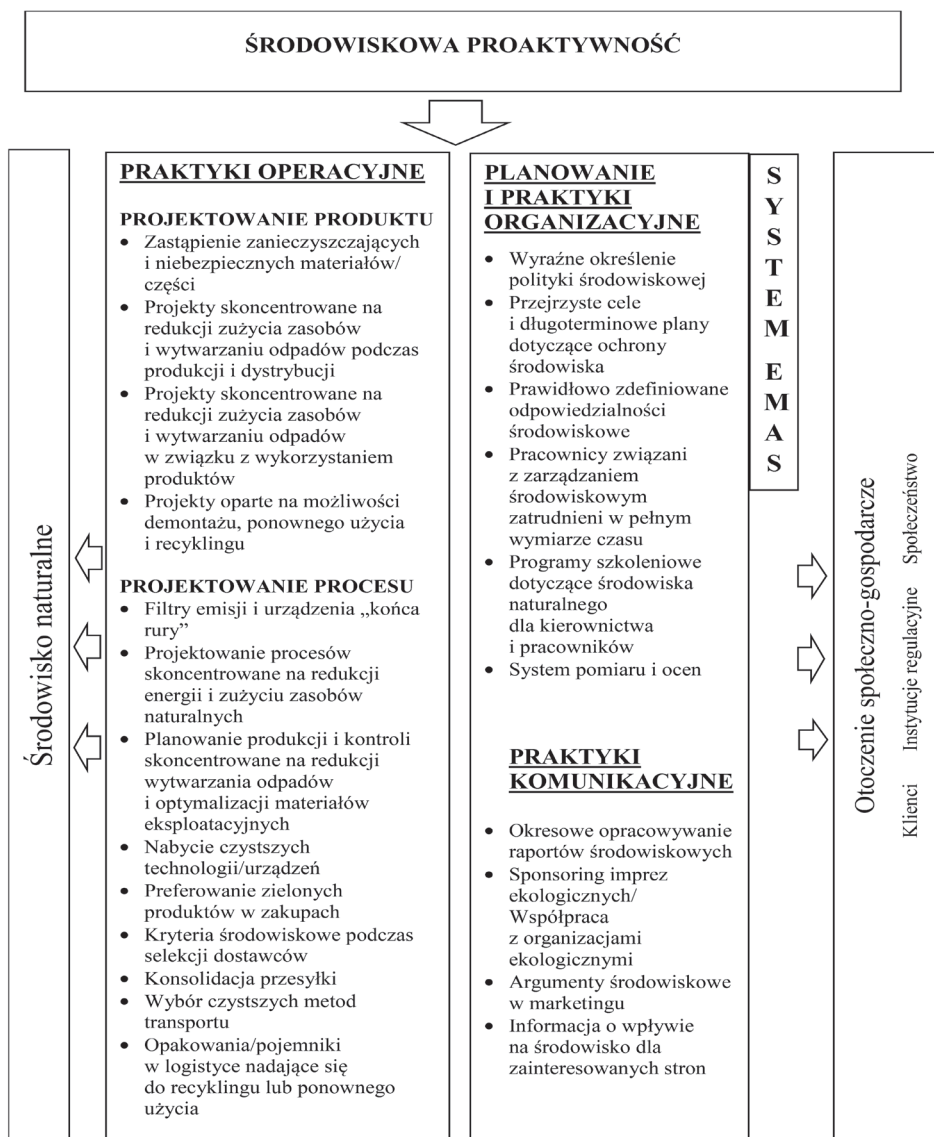 ŚRODOWISKOWA PROAKTYWNOŚĆ
Środowisko naturalne
PRAKTYKI OPERACYJNE
PROJEKTOWANIE PRODUKTU
• Zastąpienie zanieczyszczających
i niebezpiecznych materiałów/
części
• Projekty skoncentrowane na
redukcji zużycia zasobów
i wytwarzaniu odpadów podczas
produkcji i dystrybucji
• Projekty skoncentrowane na
redukcji zużycia zasobów
i wytwarzaniu odpadów
w związku z wykorzystaniem
produktów
• Projekty oparte na możliwości
demontażu, ponownego użycia
i recyklingu
PROJEKTOWANIE PROCESU
• Filtry emisji i urządzenia „końca
rury”
• Projektowanie procesów
skoncentrowane na redukcji
energii i zużyciu zasobów
naturalnych
• Planowanie produkcji i kontroli
skoncentrowane na redukcji
wytwarzania odpadów
i optymalizacji materiałów
eksploatacyjnych
• Nabycie czystszych
technologii/urządzeń
• Preferowanie zielonych
produktów w zakupach
• Kryteria środowiskowe podczas
selekcji dostawców
• Konsolidacja przesyłki
• Wybór czystszych metod
transportu
• Opakowania/pojemniki
w logistyce nadające się
do recyklingu lub ponownego
użycia
PLANOWANIE
I PRAKTYKI
ORGANIZACYJNE
• Wyraźne określenie
polityki środowiskowej
• Przejrzyste cele
i długoterminowe plany
dotyczące ochrony
środowiska
• Prawidłowo zdefiniowane
odpowiedzialności
środowiskowe
• Pracownicy związani
z zarządzaniem
środowiskowym
zatrudnieni w pełnym
wymiarze czasu
• Programy szkoleniowe
dotyczące środowiska
naturalnego
dla kierownictwa
i pracowników
• System pomiaru i ocen
PRAKTYKI
KOMUNIKACYJNE
• Okresowe opracowywanie
raportów środowiskowych
• Sponsoring imprez
ekologicznych/
Współpraca
z organizacjami
ekologicznymi
• Argumenty środowiskowe
w marketingu
• Informacja o wpływie
na środowisko dla
zainteresowanych stron
SYSTEM EMAS
Otoczenie społeczno-gospodarcze
Klienci Instytucje regulacyjne Społeczeństwo